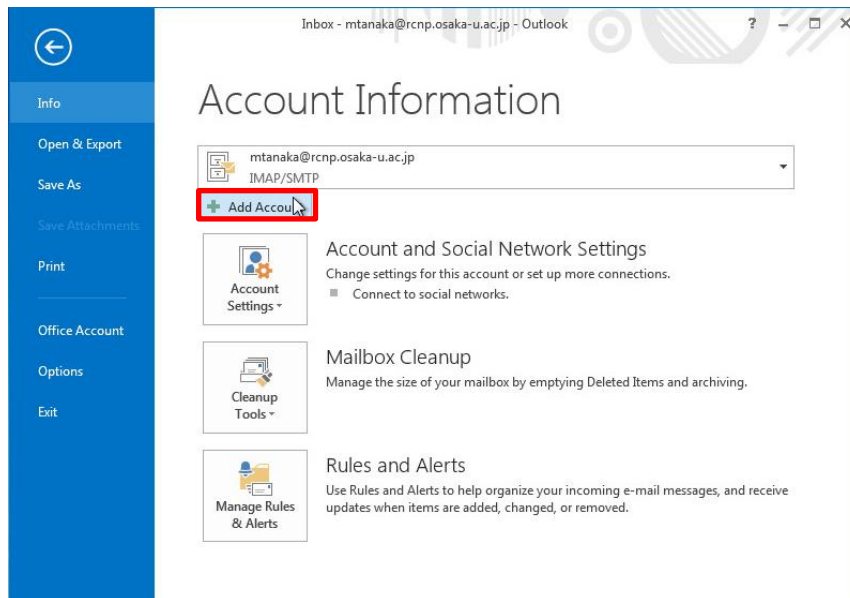 Inbox - mtanaka@rcnp.osaka-u.ac.jp - Outlook
?
Info
Open & Export
Save As
Save Attachments
Print
Office Account
Options
Exit
Account Information
mtanaka@rcnp.osaka-u.ac.jp
IMAP/SMTP
Add Accou
Account
Settings
Account and Social Network Settings
Change settings for this account or set up more connections.
Connect to social networks.
Cleanup
Tools
Mailbox Cleanup
Manage the size of your mailbox by emptying Deleted Items and archiving.
Manage Rules
& Alerts
Rules and Alerts
Use Rules and Alerts to help organize your incoming e-mail messages, and receive
updates when items are added, changed, or removed.